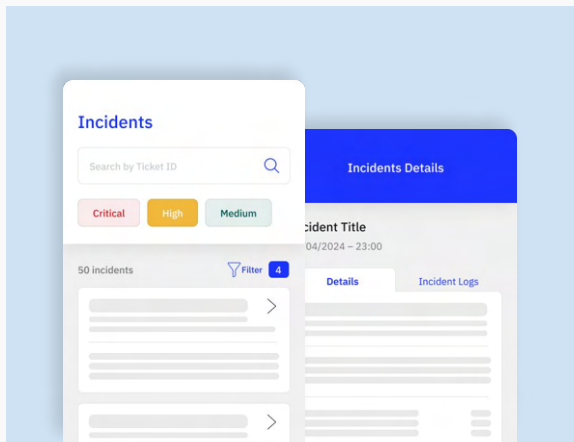 Incidents
Search by Ticket ID
Critical High Medium
50 incidents Filter 4
Incidents Details
cident Title
04/2024 – 23:00
Details Incident Logs